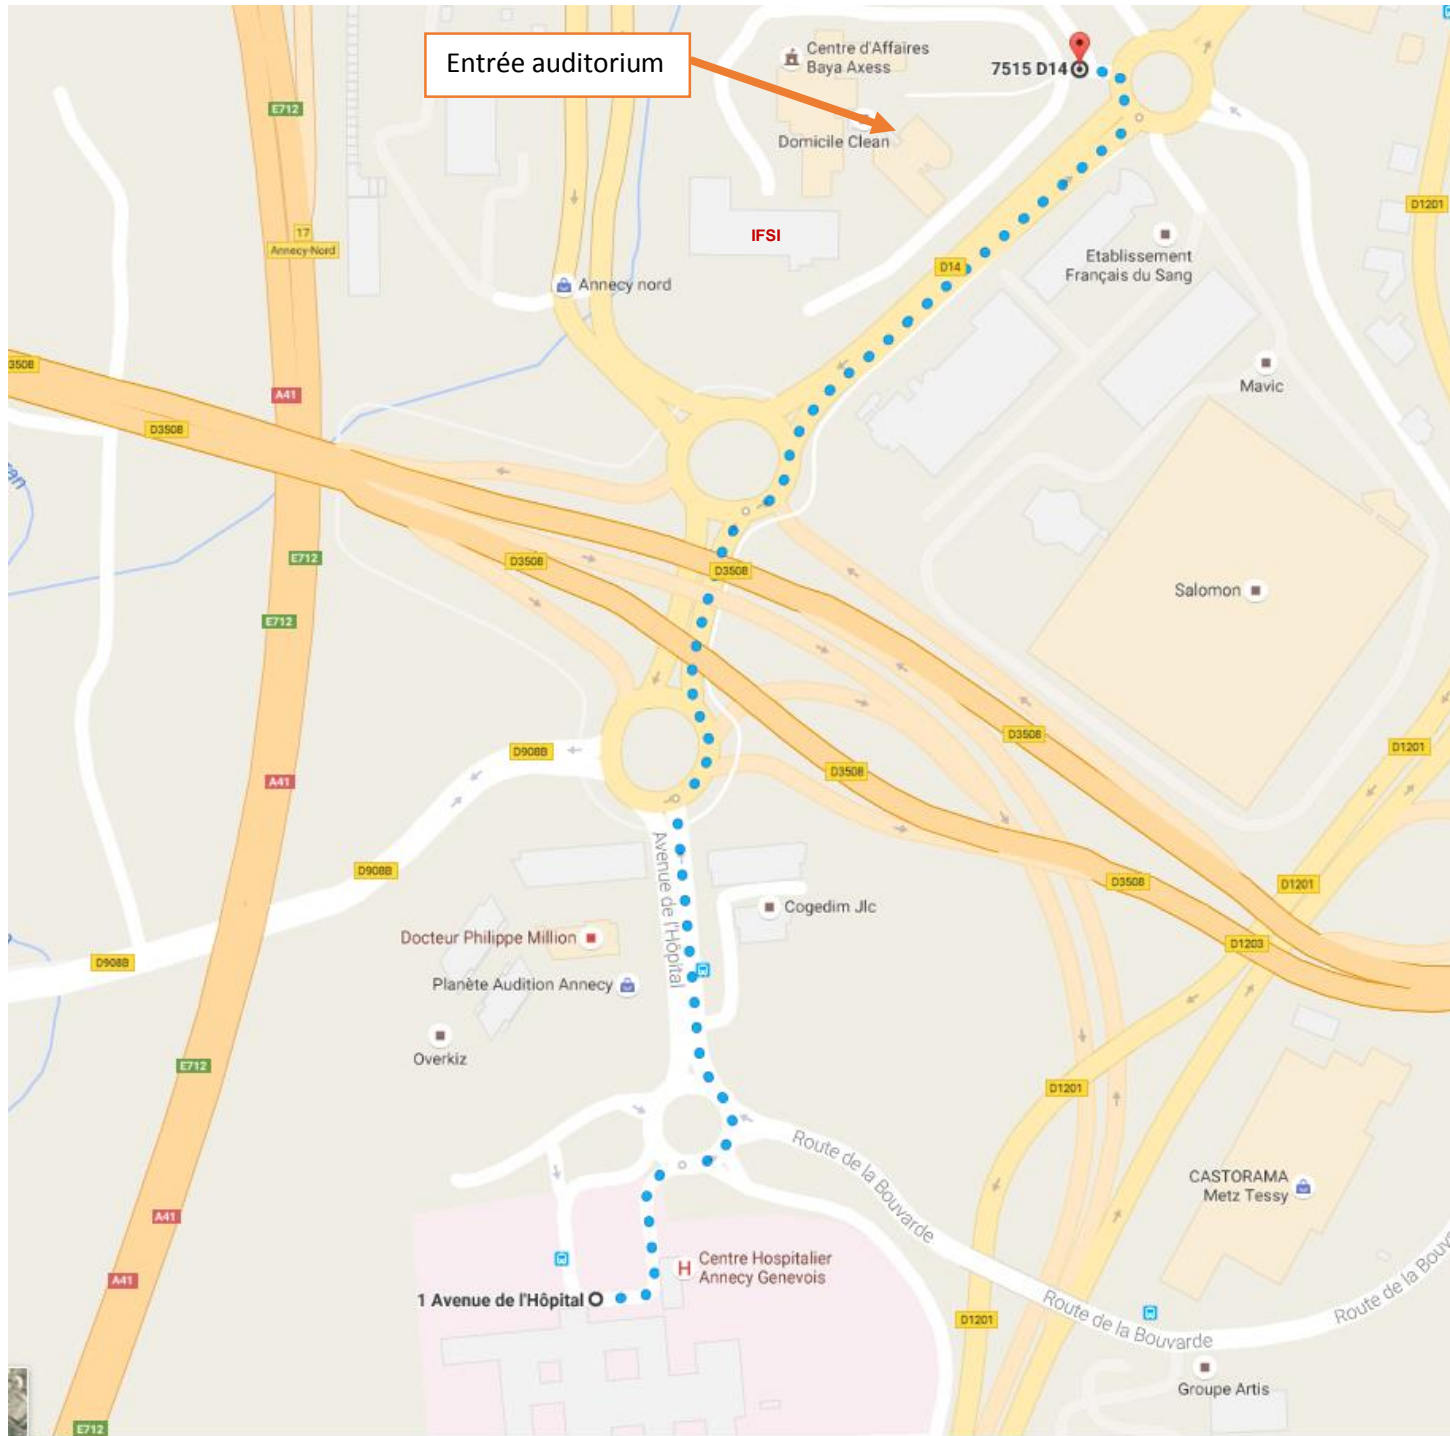 Entrée auditorium
Centre d'Affaires
Baya Axess
7515 D14
E712
Domicile Clean
D1201
17
Annecy-Nord
IFSI
Etablissement
Français du Sang
D14
Annecy nord
3508
A41
Mavic
D3508
E712
D3508
D3508
Salomon
E712
D3508
D908B
D1201
D3508
A41
Avenue de l'Hôpital
D908B
D3508
D1201
Cogedim Jlc
Docteur Philippe Million
D1203
D908B
Planète Audition Annecy
Overkiz
E712
D1201
Route de la Bouvarde
CASTORAMA
Metz Tessy
A41
H
Centre Hospitalier
Annecy Genevois
A41
1 Avenue de l'Hôpital
Route de la Bouvarde
Route de la Bouv
D1201
Groupe Artis
E712